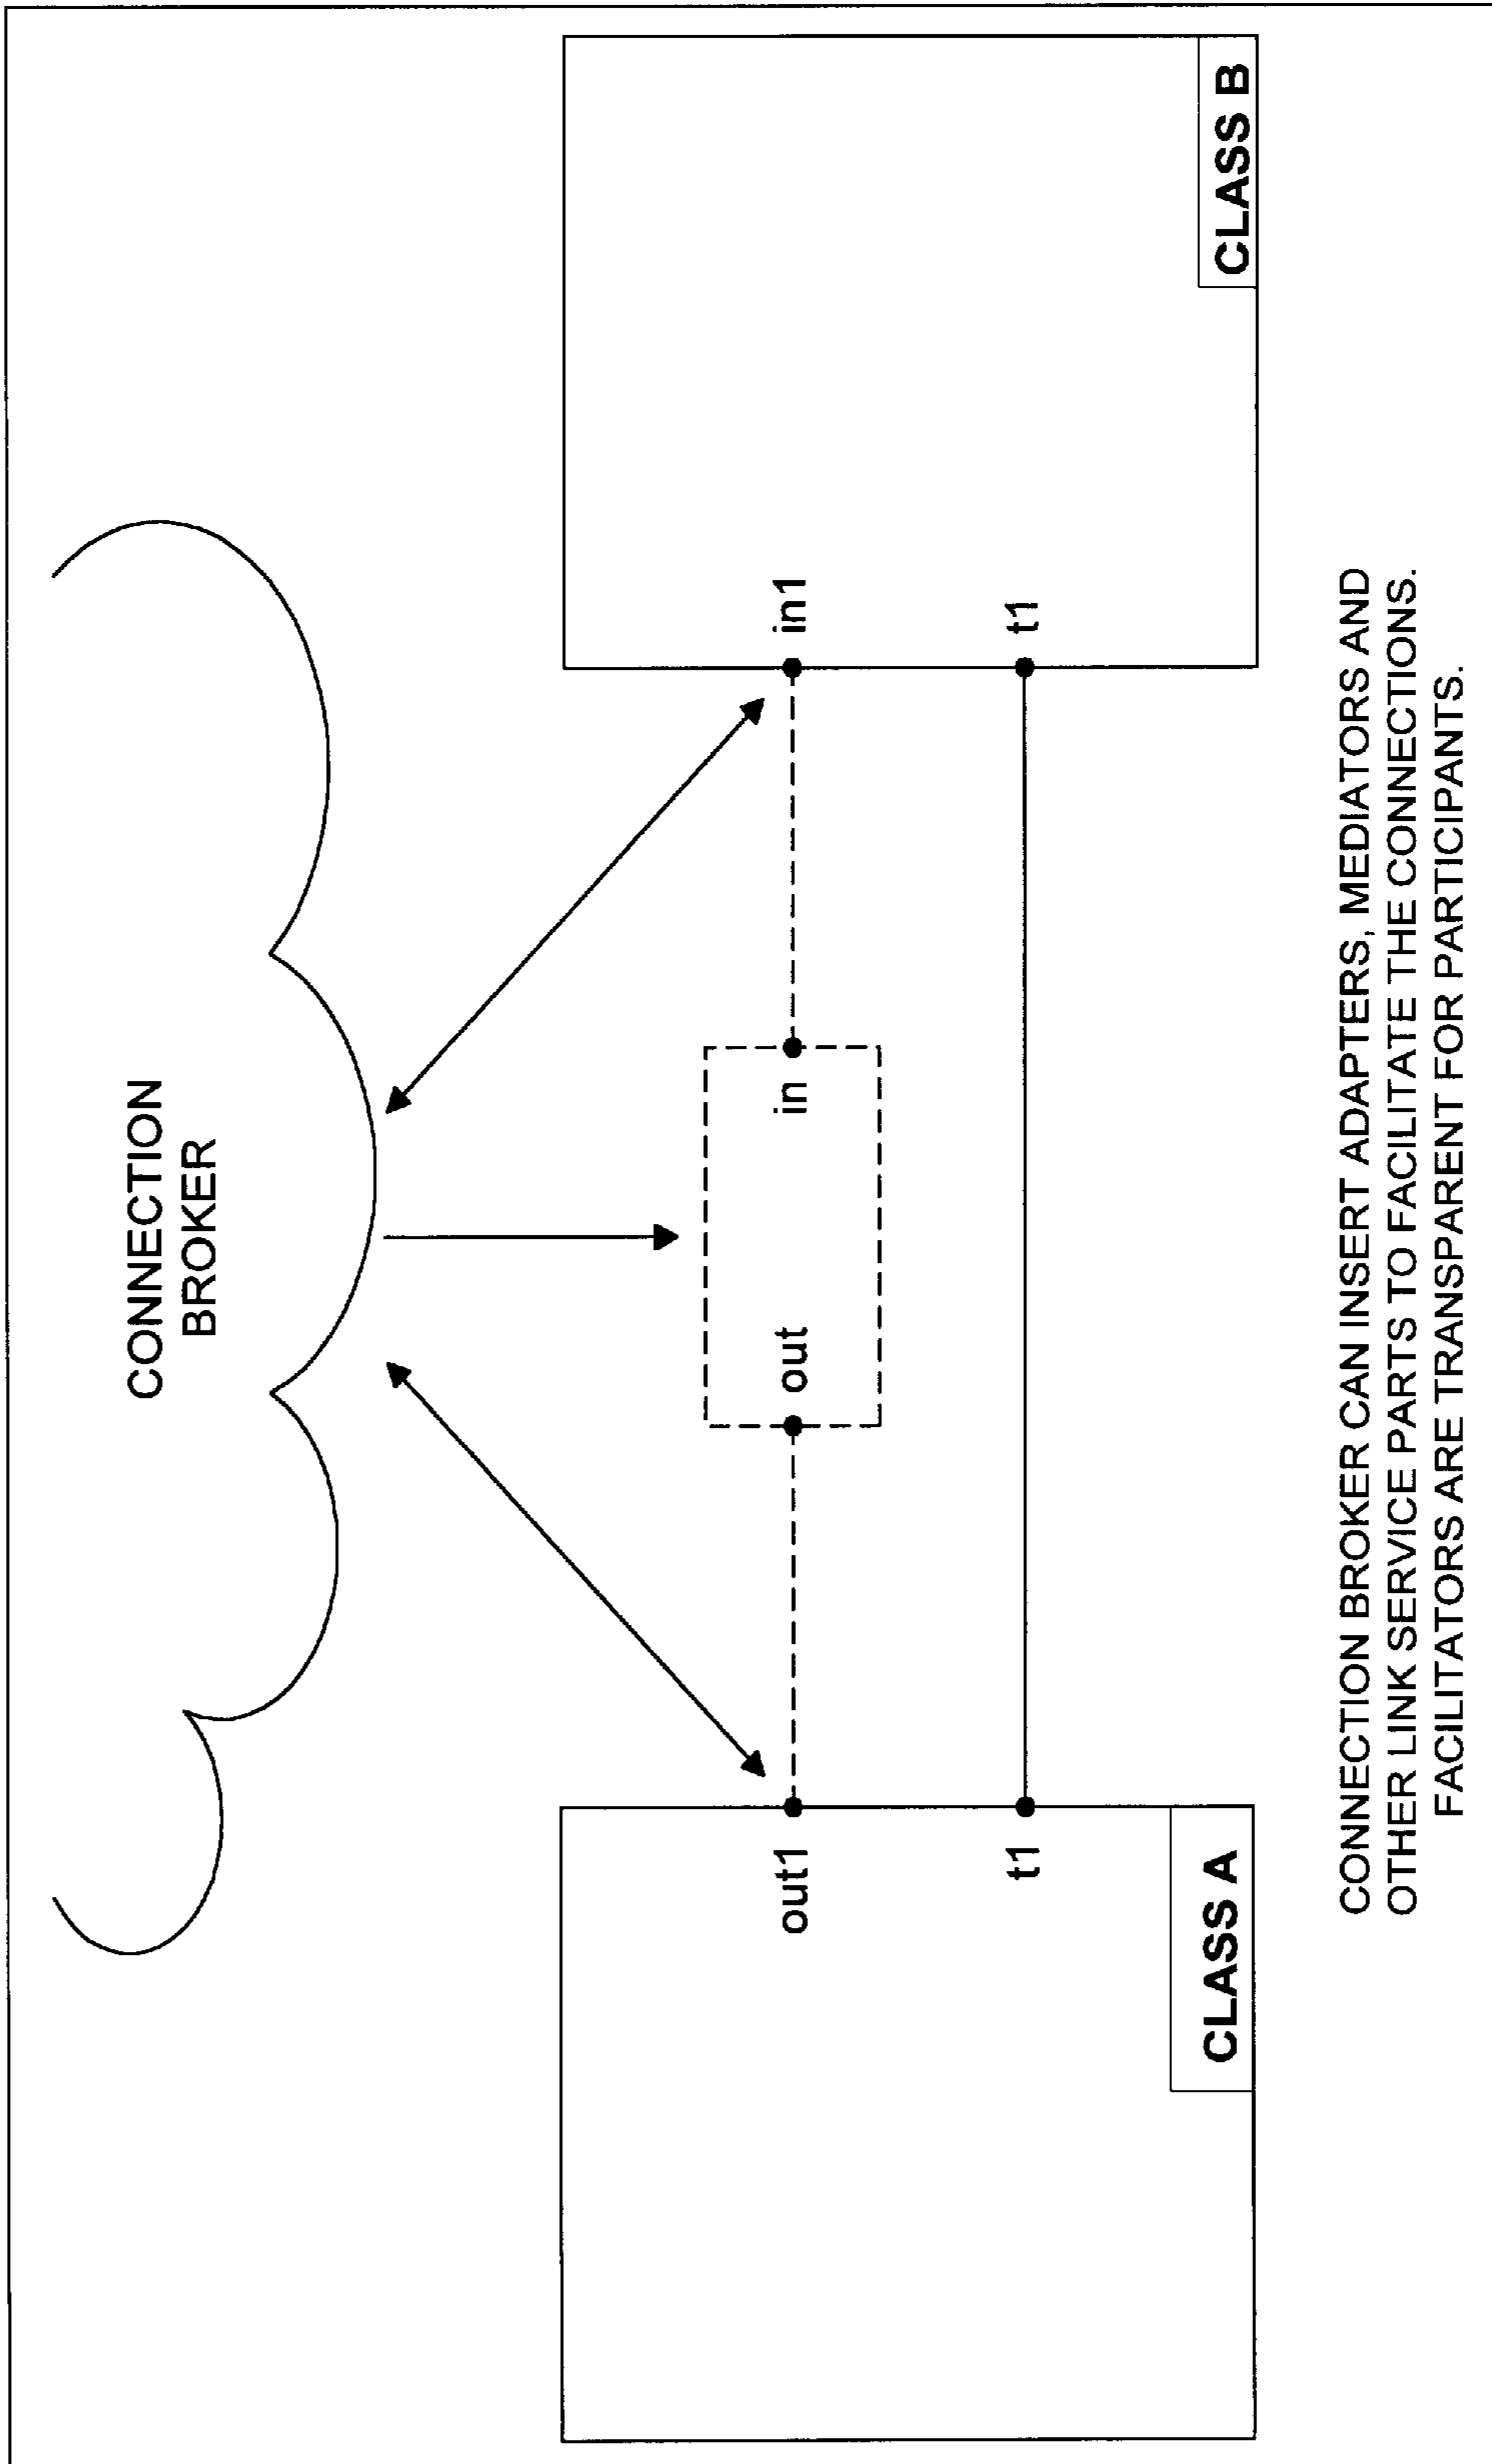 CONNECTION
BROKER
out
in
out1
in1
t1
t1
CLASS A
CLASS B
CONNECTION BROKER CAN INSERT ADAPTERS, MEDIATORS AND
OTHER LINK SERVICE PARTS TO FACILITATE THE CONNECTIONS.
FACILITATORS ARE TRANSPARENT FOR PARTICIPANTS.